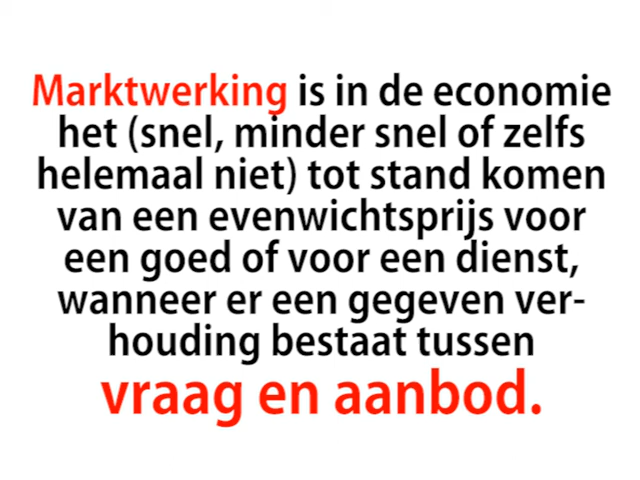 Marktwerking is in de economie
het (snel, minder snel of zelfs
helemaal niet) tot stand komen
van een evenwichtsprijs voor
een goed of voor een dienst,
wanneer er een gegeven ver-
houding bestaat tussen
vraag en aanbod.